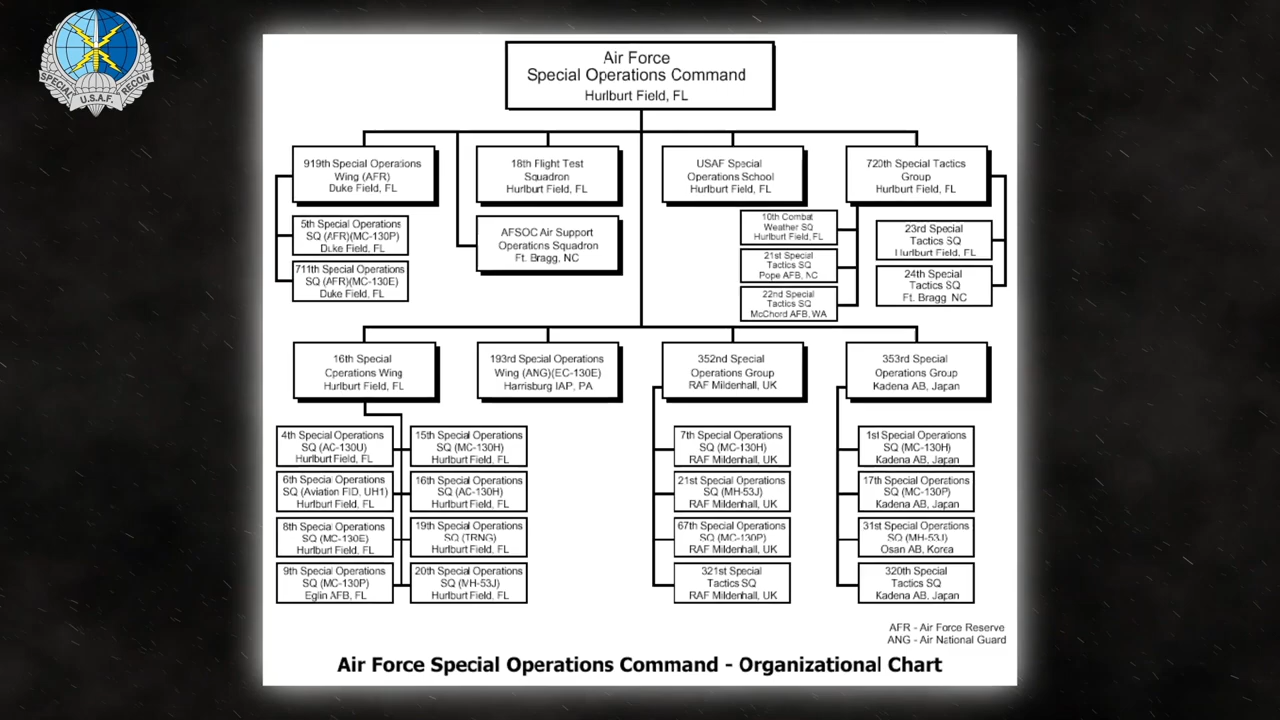 SPECIAL RECON
U.S.A.F.
Air Force
Special Operations Command
Hurlburt Field, FL
919th Special Operations
Wing (AFR)
Duke Field, FL
18th Flight Test
Squadron
Hurlburt Field, FL
USAF Special
Operations School
Hurlburt Field, FL
720th Special Tactics
Group
Hurlburt Field, FL
5th Special Operations
SQ (AFR)(MC-130P)
Duke Field, FL
711th Special Operations
SQ (AFR)(MC-130E)
Duke Field, FL
AFSOC Air Support
Operations Squadron
Ft. Bragg, NC
10th Combat
Weather SQ
Hurlburt Field, FL
21st Special
Tactics SQ
Pope AFB, NC
22nd Special
Tactics SQ
McChord AFB, WA
23rd Special
Tactics SQ
Hurlburt Field, FL
24th Special
Tactics SQ
Ft. Bragg NC
16th Special
Operations Wing
Hurlburt Field, FL
193rd Special Operations
Wing (ANG)(EC-130E)
Harrisburg IAP, PA
352nd Special
Operations Group
RAF Mildenhall, UK
353rd Special
Operations Group
Kadena AB, Japan
4th Special Operations
SQ (AC-130U)
Hurlburt Field, FL
6th Special Operations
SQ (Aviation FID, UH1)
Hurlburt Field, FL
8th Special Operations
SQ (MC-130E)
Hurlburt Field, FL
9th Special Operations
SQ (MC-130P)
Eglin AFB, FL
15th Special Operations
SQ (MC-130H)
Hurlburt Field, FL
16th Special Operations
SQ (AC-130H)
Hurlburt Field, FL
19th Special Operations
SQ (TRNG)
Hurlburt Field, FL
20th Special Operations
SQ (MH-53J)
Hurlburt Field, FL
7th Special Operations
SQ (MC-130H)
RAF Mildenhall, UK
21st Special Operations
SQ (MH-53J)
RAF Mildenhall, UK
67th Special Operations
SQ (MC-130P)
RAF Mildenhall, UK
321st Special
Tactics SQ
RAF Mildenhall, UK
1st Special Operations
SQ (MC-130H)
Kadena AB, Japan
17th Special Operations
SQ (MC-130P)
Kadena AB, Japan
31st Special Operations
SQ (MH-53J)
Osan AB, Korea
320th Special
Tactics SQ
Kadena AB, Japan
AFR - Air Force Reserve
ANG - Air National Guard
Air Force Special Operations Command - Organizational Chart